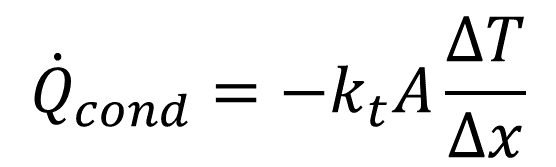 Q̇_cond = −k_t A ΔT/Δx